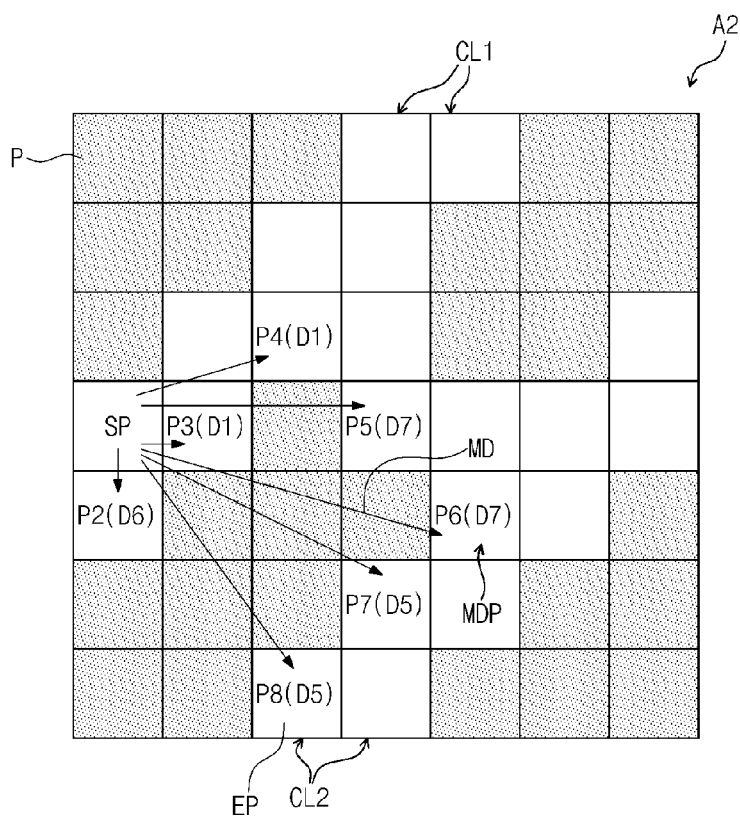 A2
CL1
P
P4(D1)
SP
P3(D1)
P5(D7)
MD
P2(D6)
P6(D7)
P7(D5)
MDP
P8(D5)
EP
CL2